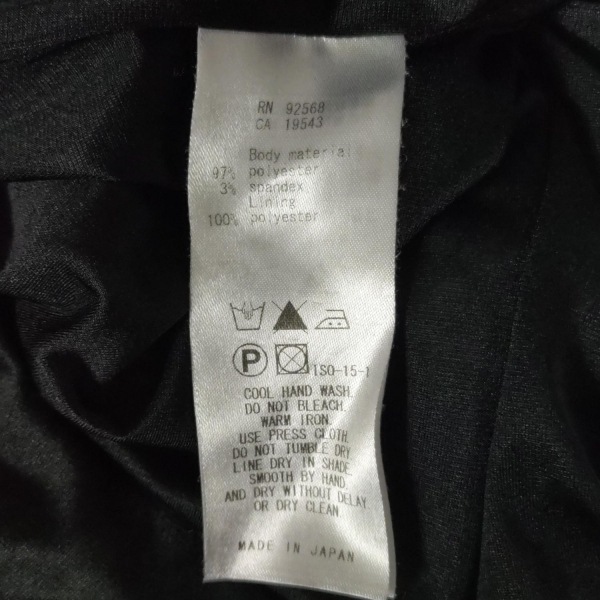 RN 92568
CA 19543
Body material
97% polyester
3% spandex
Lining
100% polyester
P
ISO-15-1
COOL HAND WASH.
DO NOT BLEACH.
WARM IRON.
USE PRESS CLOTH.
DO NOT TUMBLE DRY.
LINE DRY IN SHADE.
SMOOTH BY HAND.
AND DRY WITHOUT DELAY.
OR DRY CLEAN
MADE IN JAPAN